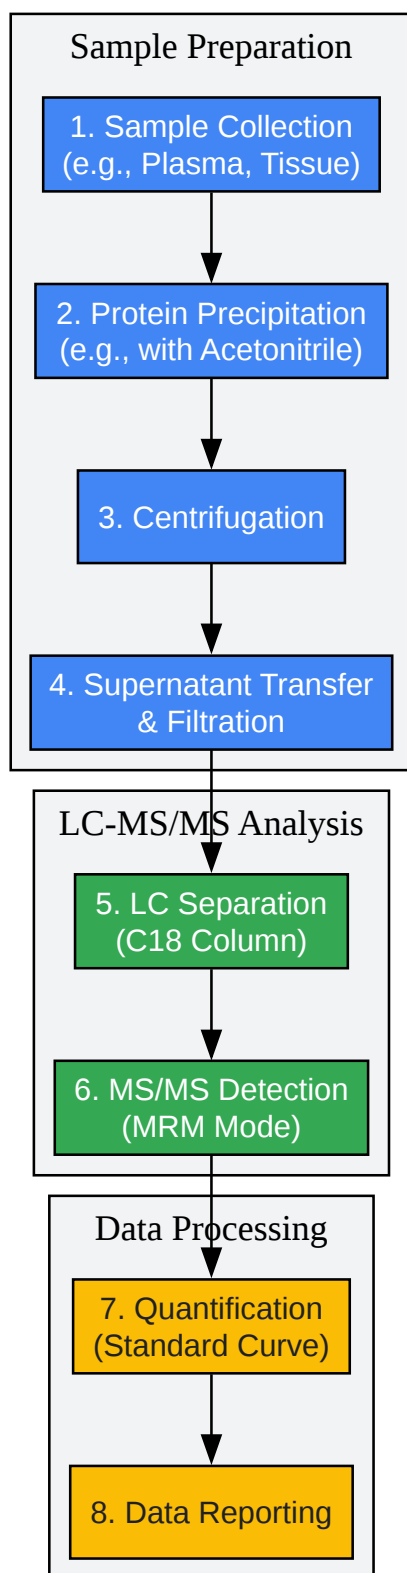 Sample Preparation
1. Sample Collection
(e.g., Plasma, Tissue)
2. Protein Precipitation
(e.g., with Acetonitrile)
3. Centrifugation
4. Supernatant Transfer
& Filtration
LC-MS/MS Analysis
5. LC Separation
(C18 Column)
6. MS/MS Detection
(MRM Mode)
Data Processing
7. Quantification
(Standard Curve)
8. Data Reporting